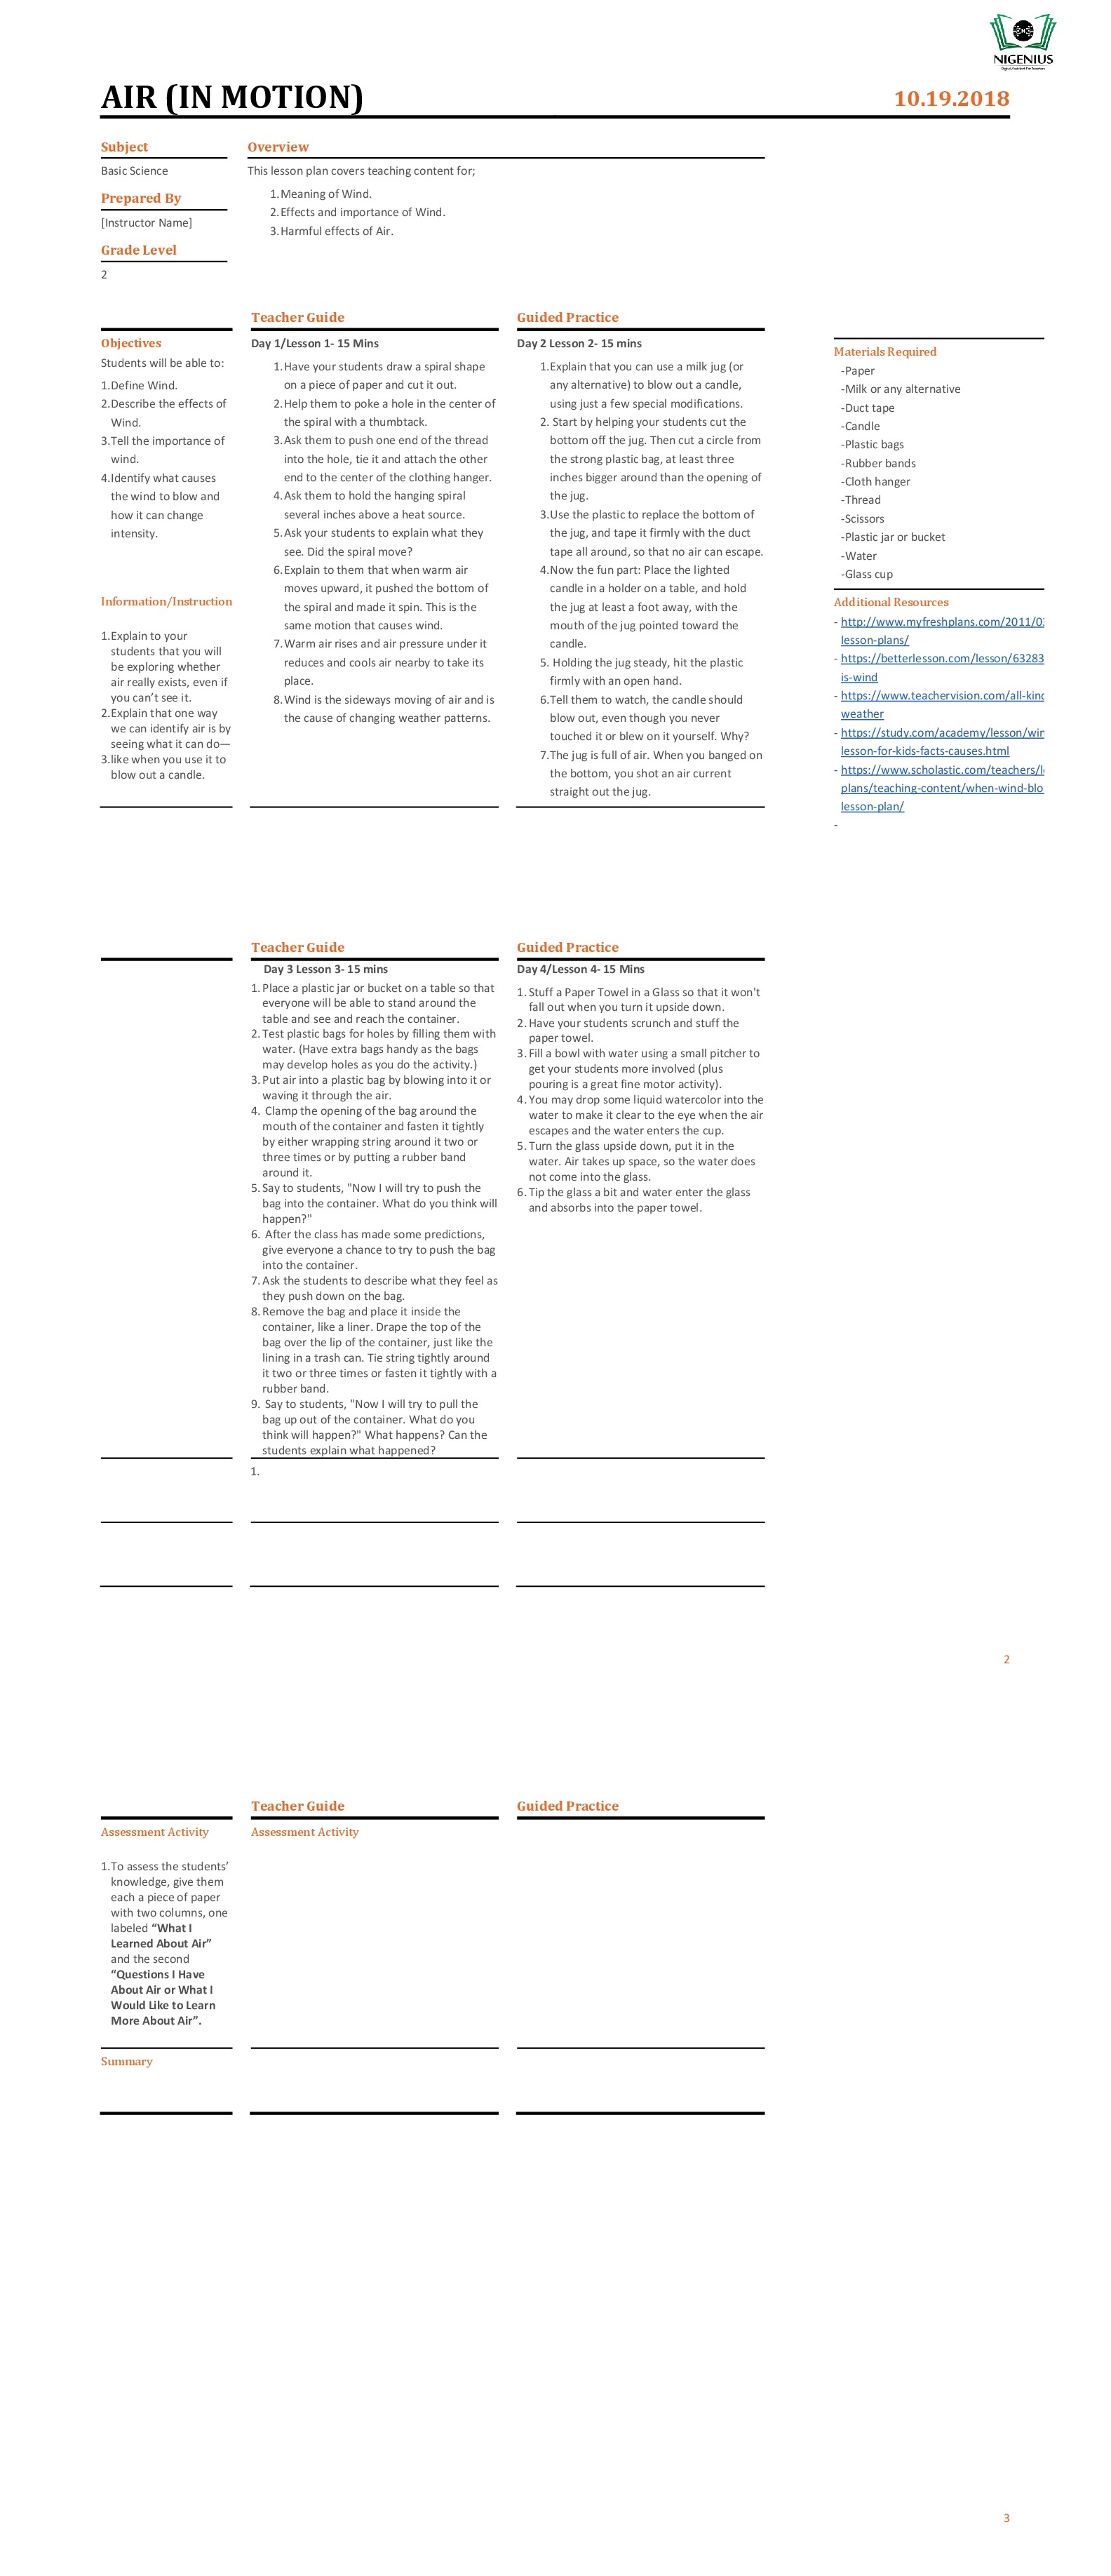 NIGENIUS
AIR (IN MOTION)
10.19.2018
Subject
Basic Science
Prepared By
[Instructor Name]
Grade Level
2
Overview
This lesson plan covers teaching content for;
1.Meaning of Wind.
2.Effects and importance of Wind.
3.Harmful effects of Air.
Objectives
Students will be able to:
1.Define Wind.
2.Describe the effects of
Wind.
3.Tell the importance of
wind.
4.Identify what causes
the wind to blow and
how it can change
intensity.
Information/Instruction
1.Explain to your
students that you will
be exploring whether
air really exists, even if
you can’t see it.
2.Explain that one way
we can identify air is by
seeing what it can do—
3.like when you use it to
blow out a candle.
Teacher Guide
Day 1/Lesson 1- 15 Mins
1.Have your students draw a spiral shape
on a piece of paper and cut it out.
2.Help them to poke a hole in the center of
the spiral with a thumbtack.
3.Ask them to push one end of the thread
into the hole, tie it and attach the other
end to the center of the clothing hanger.
4.Ask them to hold the hanging spiral
several inches above a heat source.
5.Ask your students to explain what they
see. Did the spiral move?
6.Explain to them that when warm air
moves upward, it pushed the bottom of
the spiral and made it spin. This is the
same motion that causes wind.
7.Warm air rises and air pressure under it
reduces and cools air nearby to take its
place.
8.Wind is the sideways moving of air and is
the cause of changing weather patterns.
Guided Practice
Day 2 Lesson 2- 15 mins
1.Explain that you can use a milk jug (or
any alternative) to blow out a candle,
using just a few special modifications.
2. Start by helping your students cut the
bottom off the jug. Then cut a circle from
the strong plastic bag, at least three
inches bigger around than the opening of
the jug.
3.Use the plastic to replace the bottom of
the jug, and tape it firmly with the duct
tape all around, so that no air can escape.
4.Now the fun part: Place the lighted
candle in a holder on a table, and hold
the jug at least a foot away, with the
mouth of the jug pointed toward the
candle.
5. Holding the jug steady, hit the plastic
firmly with an open hand.
6.Tell them to watch, the candle should
blow out, even though you never
touched it or blew on it yourself. Why?
7.The jug is full of air. When you banged on
the bottom, you shot an air current
straight out the jug.
Materials Required
-Paper
-Milk or any alternative
-Duct tape
-Candle
-Plastic bags
-Rubber bands
-Cloth hanger
-Thread
-Scissors
-Plastic jar or bucket
-Water
-Glass cup
Additional Resources
- http://www.myfreshplans.com/2011/03
lesson-plans/
- https://betterlesson.com/lesson/63283
is-wind
- https://www.teachervision.com/all-kind
weather
- https://study.com/academy/lesson/win
lesson-for-kids-facts-causes.html
- https://www.scholastic.com/teachers/le
plans/teaching-content/when-wind-blo
lesson-plan/
-
Teacher Guide
Day 3 Lesson 3- 15 mins
1. Place a plastic jar or bucket on a table so that
everyone will be able to stand around the
table and see and reach the container.
2. Test plastic bags for holes by filling them with
water. (Have extra bags handy as the bags
may develop holes as you do the activity.)
3. Put air into a plastic bag by blowing into it or
waving it through the air.
4. Clamp the opening of the bag around the
mouth of the container and fasten it tightly
by either wrapping string around it two or
three times or by putting a rubber band
around it.
5. Say to students, "Now I will try to push the
bag into the container. What do you think will
happen?"
6. After the class has made some predictions,
give everyone a chance to try to push the bag
into the container.
7. Ask the students to describe what they feel as
they push down on the bag.
8. Remove the bag and place it inside the
container, like a liner. Drape the top of the
bag over the lip of the container, just like the
lining in a trash can. Tie string tightly around
it two or three times or fasten it tightly with a
rubber band.
9. Say to students, "Now I will try to pull the
bag up out of the container. What do you
think will happen?" What happens? Can the
students explain what happened?
1.
Guided Practice
Day 4/Lesson 4- 15 Mins
1. Stuff a Paper Towel in a Glass so that it won't
fall out when you turn it upside down.
2. Have your students scrunch and stuff the
paper towel.
3. Fill a bowl with water using a small pitcher to
get your students more involved (plus
pouring is a great fine motor activity).
4. You may drop some liquid watercolor into the
water to make it clear to the eye when the air
escapes and the water enters the cup.
5. Turn the glass upside down, put it in the
water. Air takes up space, so the water does
not come into the glass.
6. Tip the glass a bit and water enter the glass
and absorbs into the paper towel.
2
Teacher Guide
Guided Practice
Assessment Activity
1.To assess the students’
knowledge, give them
each a piece of paper
with two columns, one
labeled “What I
Learned About Air”
and the second
“Questions I Have
About Air or What I
Would Like to Learn
More About Air”.
Assessment Activity
Summary
3